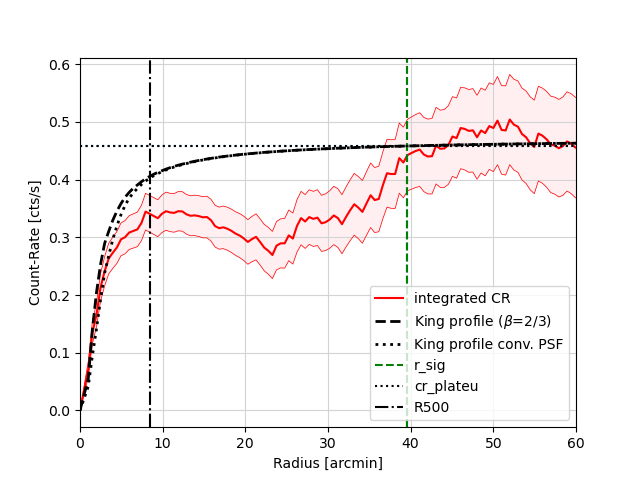 0.6
0.5
0.4
0.3
0.2
0.1
0.0
Count-Rate [cts/s]
integrated CR
King profile (β=2/3)
King profile conv. PSF
r_sig
cr_plateu
R500
0 10 20 30 40 50 60
Radius [arcmin]